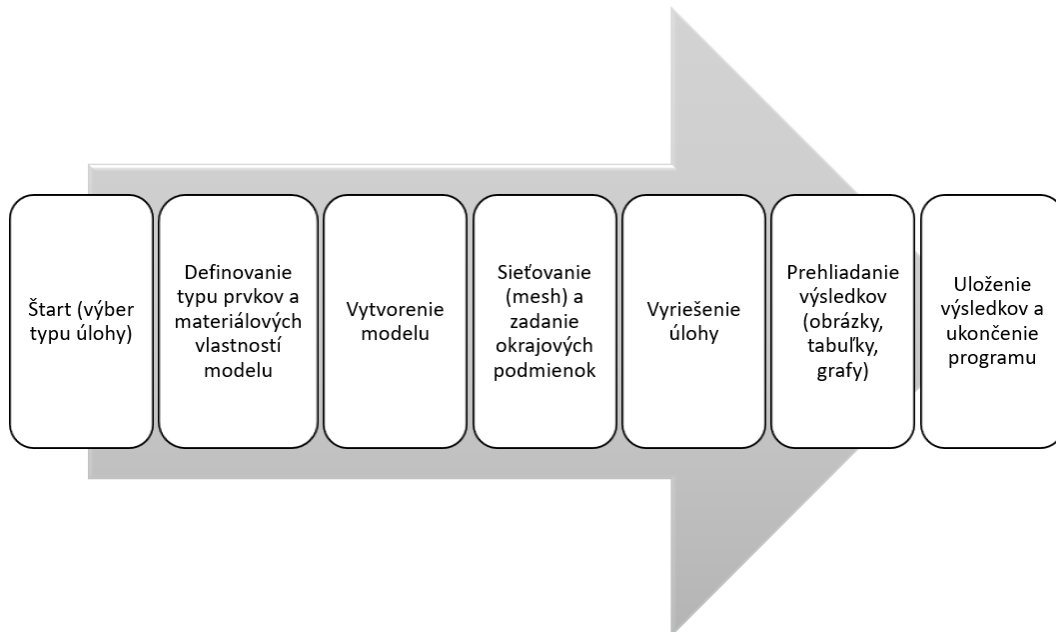 Štart (výber
typu úlohy)
Definovanie
typu prvkov a
materiálových
vlastností
modelu
Vytvorenie
modelu
Sieťovanie
(mesh) a
zadanie
okrajových
podmienok
Vyriešenie
úlohy
Prehliadanie
výsledkov
(obrázky,
tabuľky,
grafy)
Uloženie
výsledkov a
ukončenie
programu